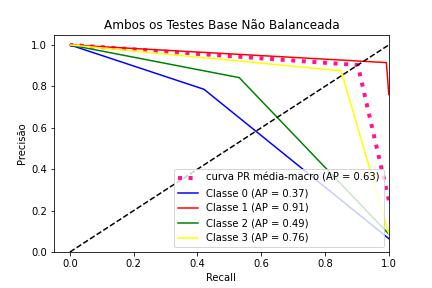 Ambos os Testes Base Não Balanceada
Precisão
1.0
0.8
0.6
0.4
0.2
0.0
curva PR média-macro (AP = 0.63)
Classe 0 (AP = 0.37)
Classe 1 (AP = 0.91)
Classe 2 (AP = 0.49)
Classe 3 (AP = 0.76)
0.0 0.2 0.4 0.6 0.8 1.0
Recall